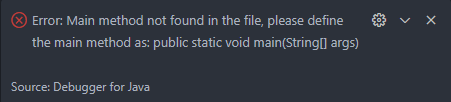 Error: Main method not found in the file, please define
the main method as: public static void main(String[] args)
Source: Debugger for Java